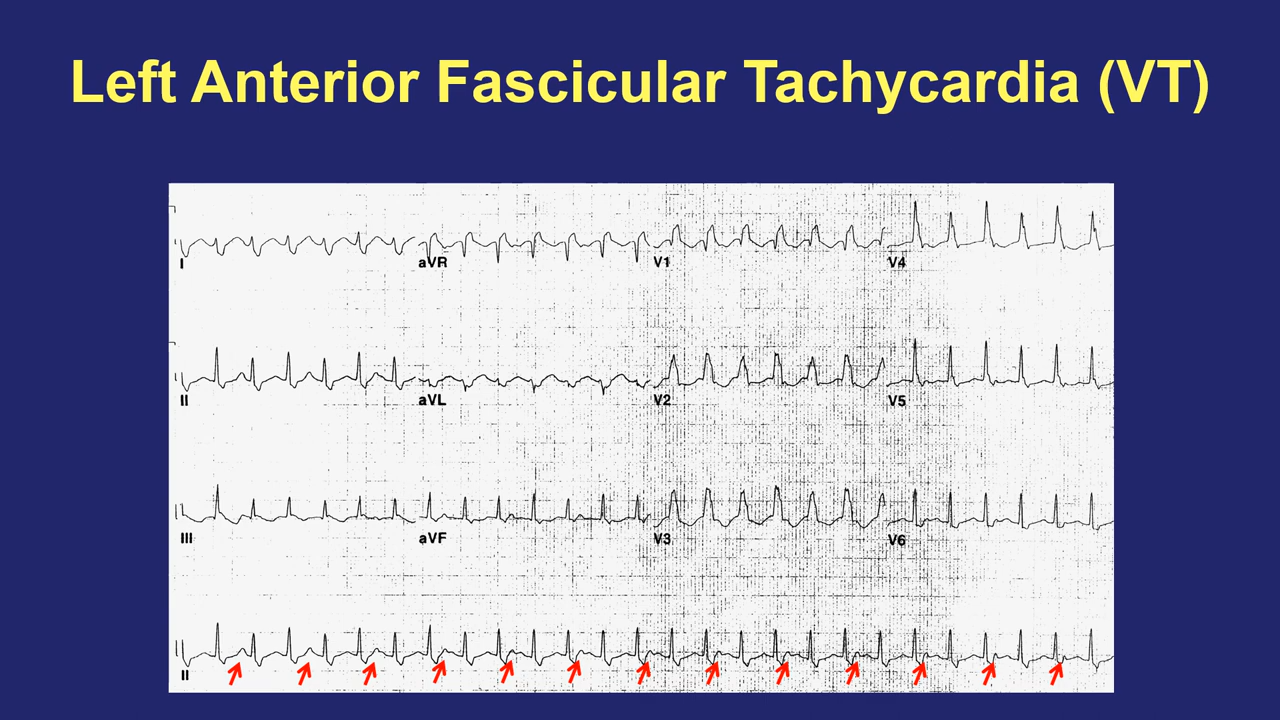 Left Anterior Fascicular Tachycardia (VT)
I aVR V1 V4
II aVL V2 V5
III aVF V3 V6
II